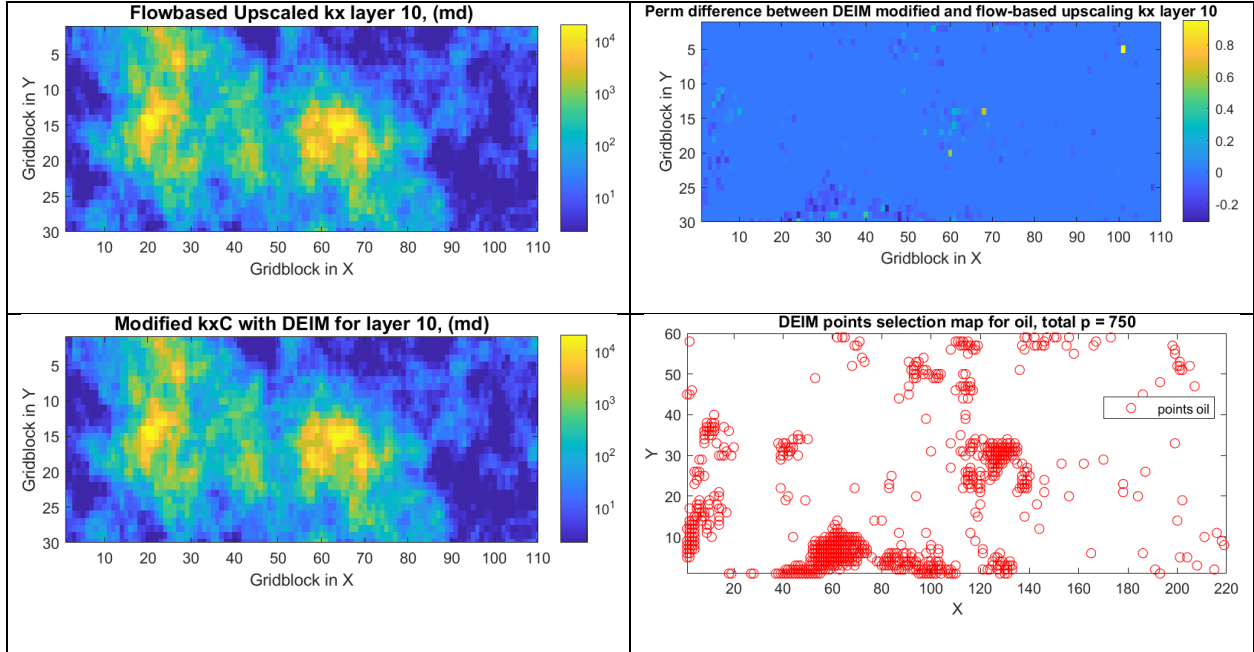 Flowbased Upscaled kx layer 10, (md)
5
10
15
20
25
30
10 20 30 40 50 60 70 80 90 100 110
10^4
10^3
10^2
10^1
Gridblock in Y
Gridblock in X
Perm difference between DEIM modified and flow-based upscaling kx layer 10
5
10
15
20
25
30
10 20 30 40 50 60 70 80 90 100 110
0.8
0.6
0.4
0.2
0
-0.2
Gridblock in Y
Gridblock in X
Modified kxC with DEIM for layer 10, (md)
5
10
15
20
25
30
10 20 30 40 50 60 70 80 90 100 110
10^4
10^3
10^2
10^1
Gridblock in Y
Gridblock in X
DEIM points selection map for oil, total p = 750
60
50
40
30
20
10
20 40 60 80 100 120 140 160 180 200 220
points oil
Y
X